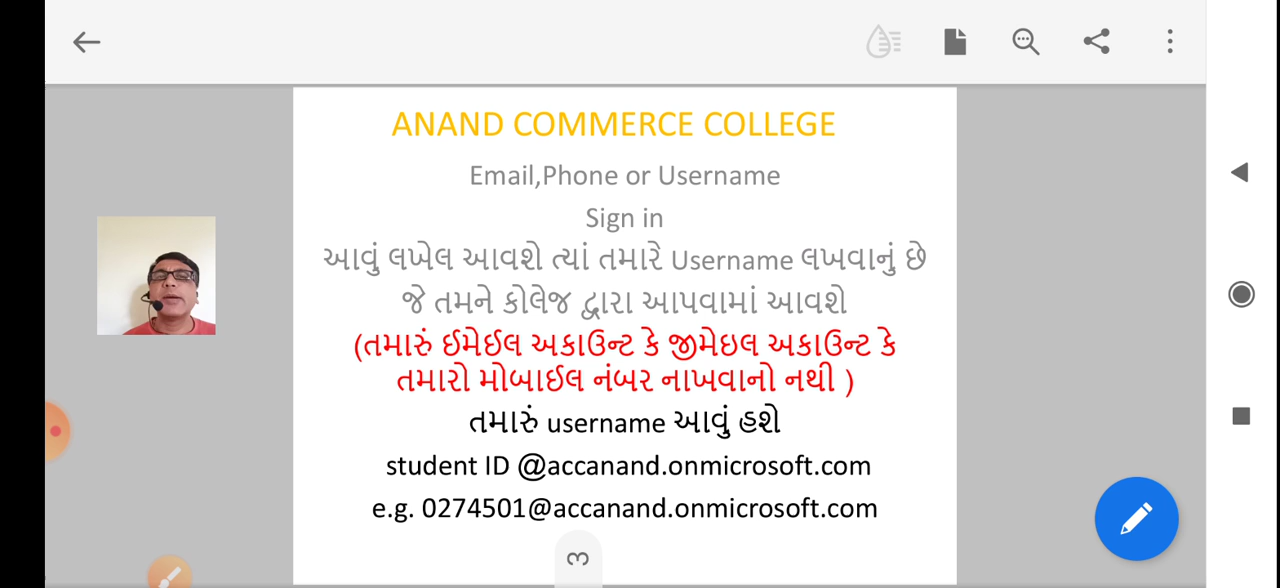 ANAND COMMERCE COLLEGE
Email,Phone or Username
Sign in
આવું લખેલ આવશે ત્યાં તમારે Username લખવાનું છે
જે તમને કોલેજ દ્વારા આપવામાં આવશે
(તમારું ઈમેઈલ અકાઉન્ટ કે જીમેઇલ અકાઉન્ટ કે
તમારો મોબાઈલ નંબર નાખવાનો નથી )
તમારું username આવું હશે
student ID @accanand.onmicrosoft.com
e.g. 0274501@accanand.onmicrosoft.com
3